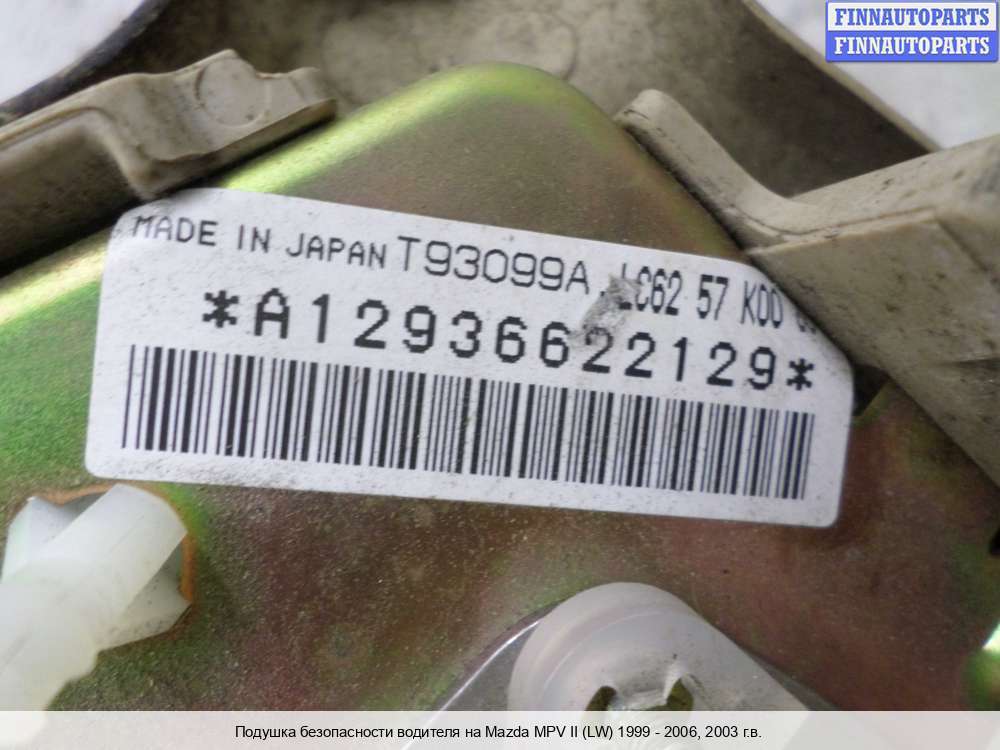 FINNAUTOPARTS
FINNAUTOPARTS
MADE IN JAPAN T93099A LC62 57 K00
*A12936622129*
Подушка безопасности водителя на Mazda MPV II (LW) 1999 - 2006, 2003 г.в.